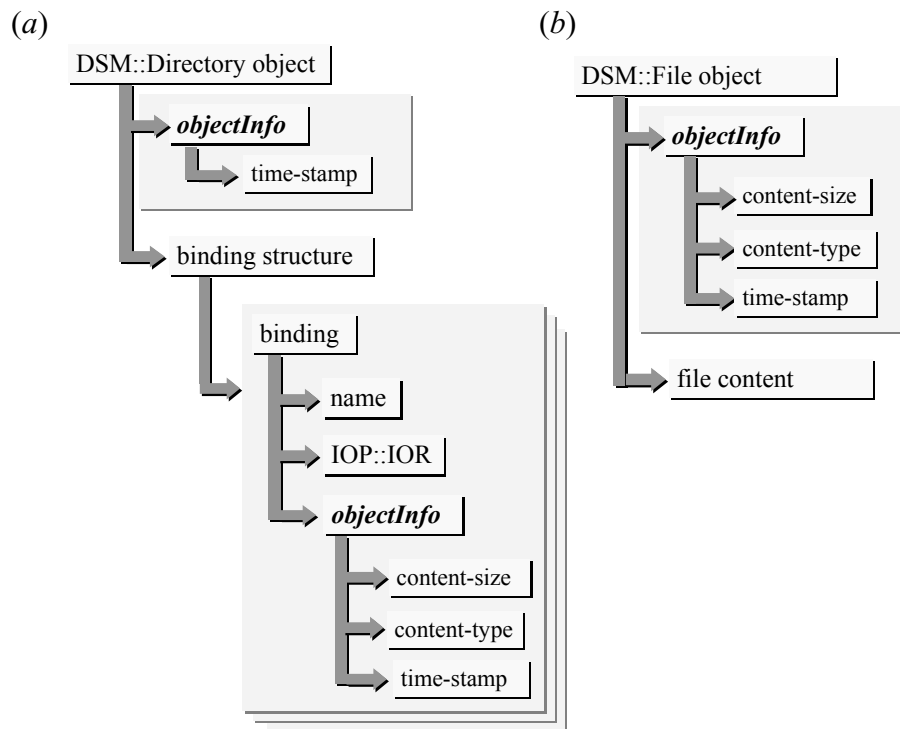 (a)
DSM::Directory object
objectInfo
time-stamp
binding structure
binding
name
IOP::IOR
objectInfo
content-size
content-type
time-stamp
(b)
DSM::File object
objectInfo
content-size
content-type
time-stamp
file content